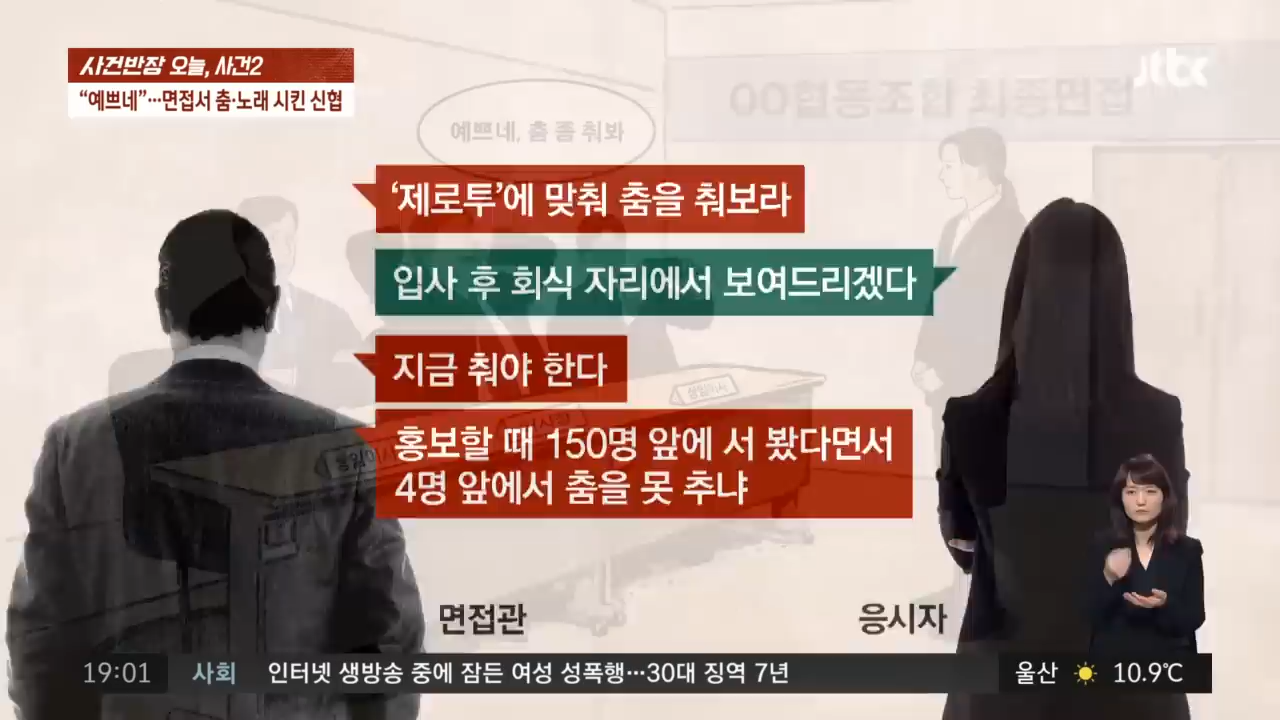 사건반장 오늘, 사건2
“예쁘네”…면접서 춤·노래 시킨 신협
jtbc
OO협동조합 최종면접
예쁘네, 춤 좀 춰봐
‘제로투’에 맞춰 춤을 춰보라
입사 후 회식 자리에서 보여드리겠다
지금 춰야 한다
상임이사
홍보할 때 150명 앞에 서 봤다면서
4명 앞에서 춤을 못 추냐
면접관
응시자
19:01 사회 인터넷 생방송 중에 잠든 여성 성폭행…30대 징역 7년 울산 10.9℃